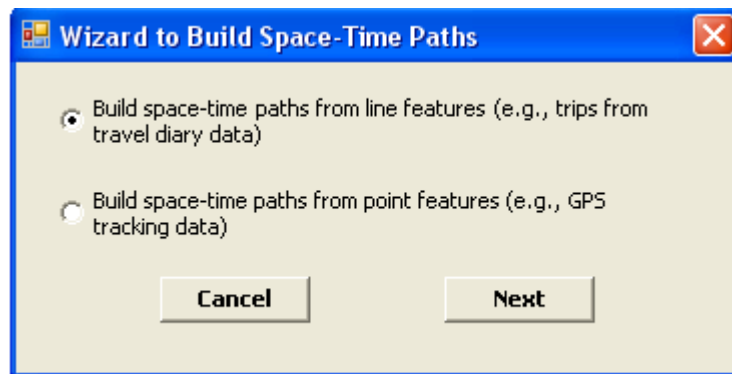 Wizard to Build Space-Time Paths
Build space-time paths from line features (e.g., trips from
travel diary data)
Build space-time paths from point features (e.g., GPS
tracking data)
Cancel
Next